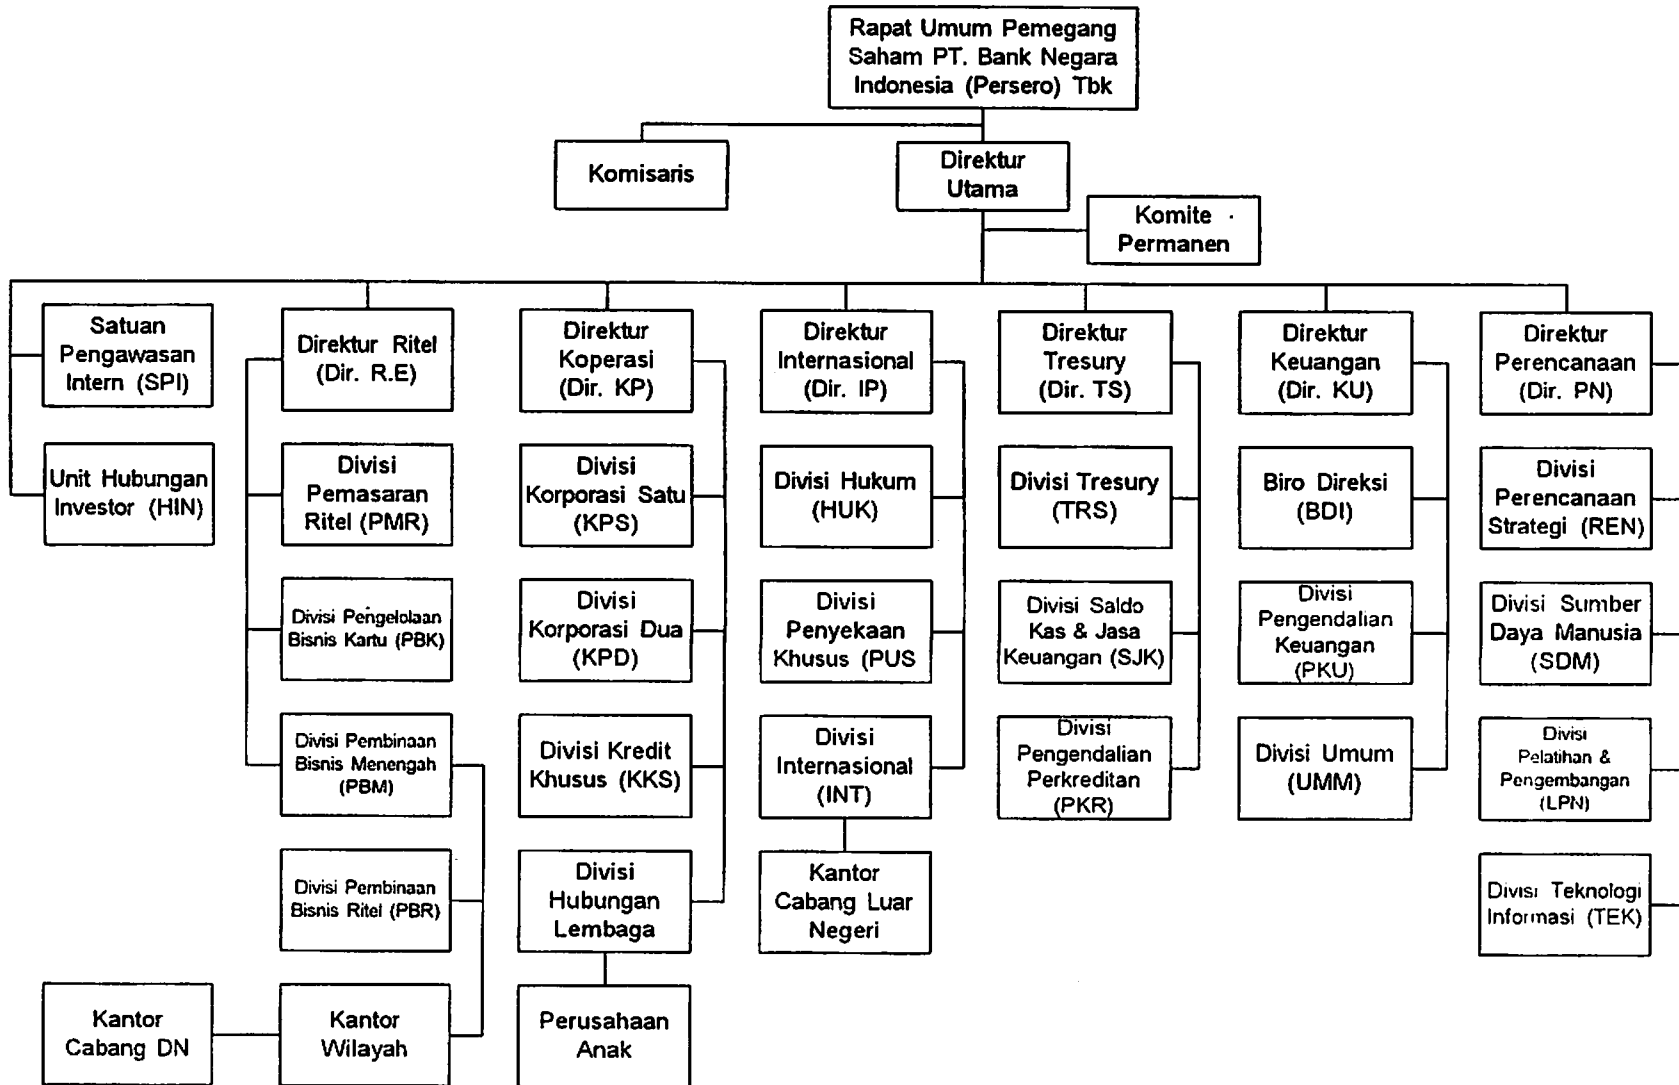 Rapat Umum Pemegang
Saham PT. Bank Negara
Indonesia (Persero) Tbk
Komisaris
Direktur
Utama
Komite
Permanen
Satuan
Pengawasan
Intern (SPI)
Direktur Ritel
(Dir. R.E)
Direktur
Koperasi
(Dir. KP)
Direktur
Internasional
(Dir. IP)
Direktur
Tresury
(Dir. TS)
Direktur
Keuangan
(Dir. KU)
Direktur
Perencanaan
(Dir. PN)
Unit Hubungan
Investor (HIN)
Divisi
Pemasaran
Ritel (PMR)
Divisi
Korporasi Satu
(KPS)
Divisi Hukum
(HUK)
Divisi Tresury
(TRS)
Biro Direksi
(BDI)
Divisi
Perencanaan
Strategi (REN)
Divisi Pengelolaan
Bisnis Kartu (PBK)
Divisi
Korporasi Dua
(KPD)
Divisi
Penyekaan
Khusus (PUS
Divisi Saldo
Kas & Jasa
Keuangan (SJK)
Divisi
Pengendalian
Keuangan
(PKU)
Divisi Sumber
Daya Manusia
(SDM)
Divisi Pembinaan
Bisnis Menengah
(PBM)
Divisi Kredit
Khusus (KKS)
Divisi
Internasional
(INT)
Divisi
Pengendalian
Perkreditan
(PKR)
Divisi Umum
(UMM)
Divisi
Pelatihan &
Pengembangan
(LPN)
Divisi Pembinaan
Bisnis Ritel (PBR)
Divisi
Hubungan
Lembaga
Kantor
Cabang Luar
Negeri
Divisi Teknologi
Informasi (TEK)
Kantor
Cabang DN
Kantor
Wilayah
Perusahaan
Anak